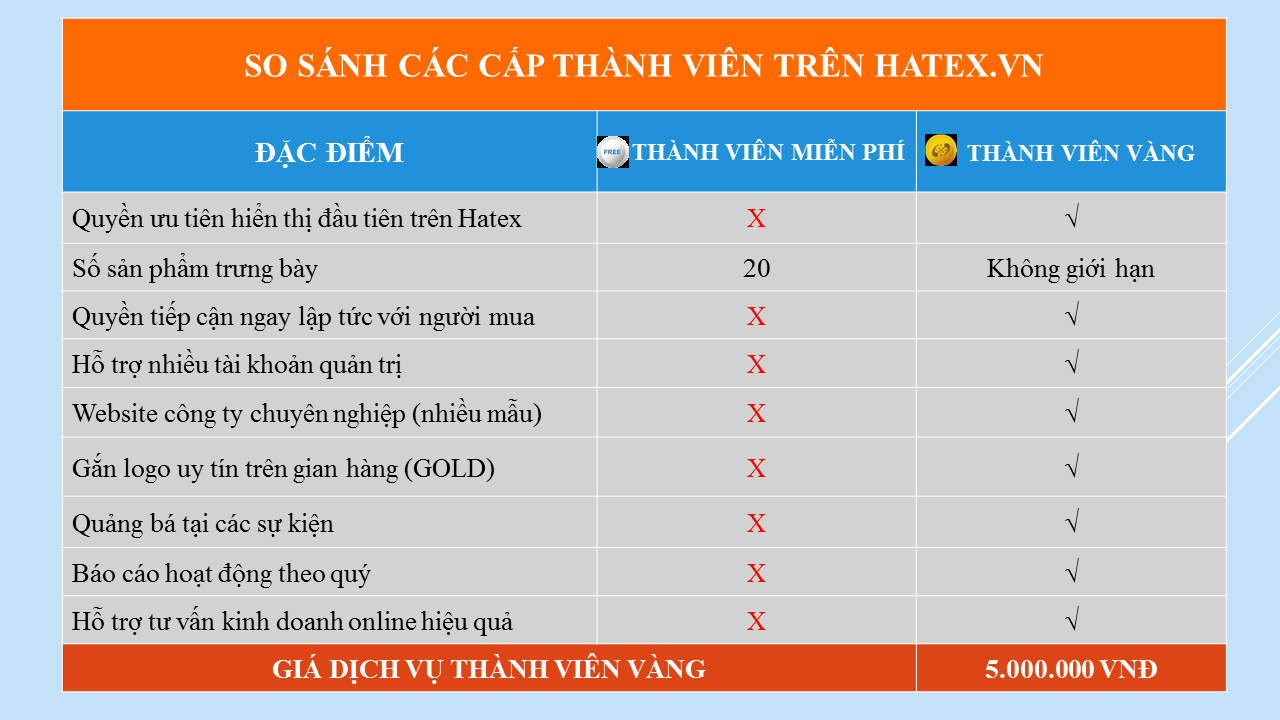 SO SÁNH CÁC CẤP THÀNH VIÊN TRÊN HATEX.VN
ĐẶC ĐIỂM FREE THÀNH VIÊN MIỄN PHÍ THÀNH VIÊN VÀNG
Quyền ưu tiên hiển thị đầu tiên trên Hatex X √
Số sản phẩm trưng bày 20 Không giới hạn
Quyền tiếp cận ngay lập tức với người mua X √
Hỗ trợ nhiều tài khoản quản trị X √
Website công ty chuyên nghiệp (nhiều mẫu) X √
Gắn logo uy tín trên gian hàng (GOLD) X √
Quảng bá tại các sự kiện X √
Báo cáo hoạt động theo quý X √
Hỗ trợ tư vấn kinh doanh online hiệu quả X √
GIÁ DỊCH VỤ THÀNH VIÊN VÀNG 5.000.000 VNĐ